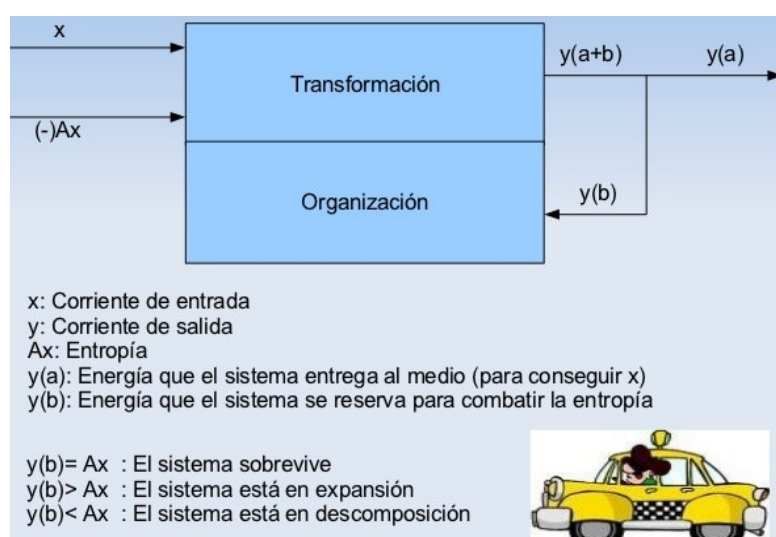 x
y(a+b)
y(a)
Transformación
(-)Ax
Organización
y(b)
x: Corriente de entrada
y: Corriente de salida
Ax: Entropía
y(a): Energía que el sistema entrega al medio (para conseguir x)
y(b): Energía que el sistema se reserva para combatir la entropía
y(b)= Ax : El sistema sobrevive
y(b)> Ax : El sistema está en expansión
y(b)< Ax : El sistema está en descomposición